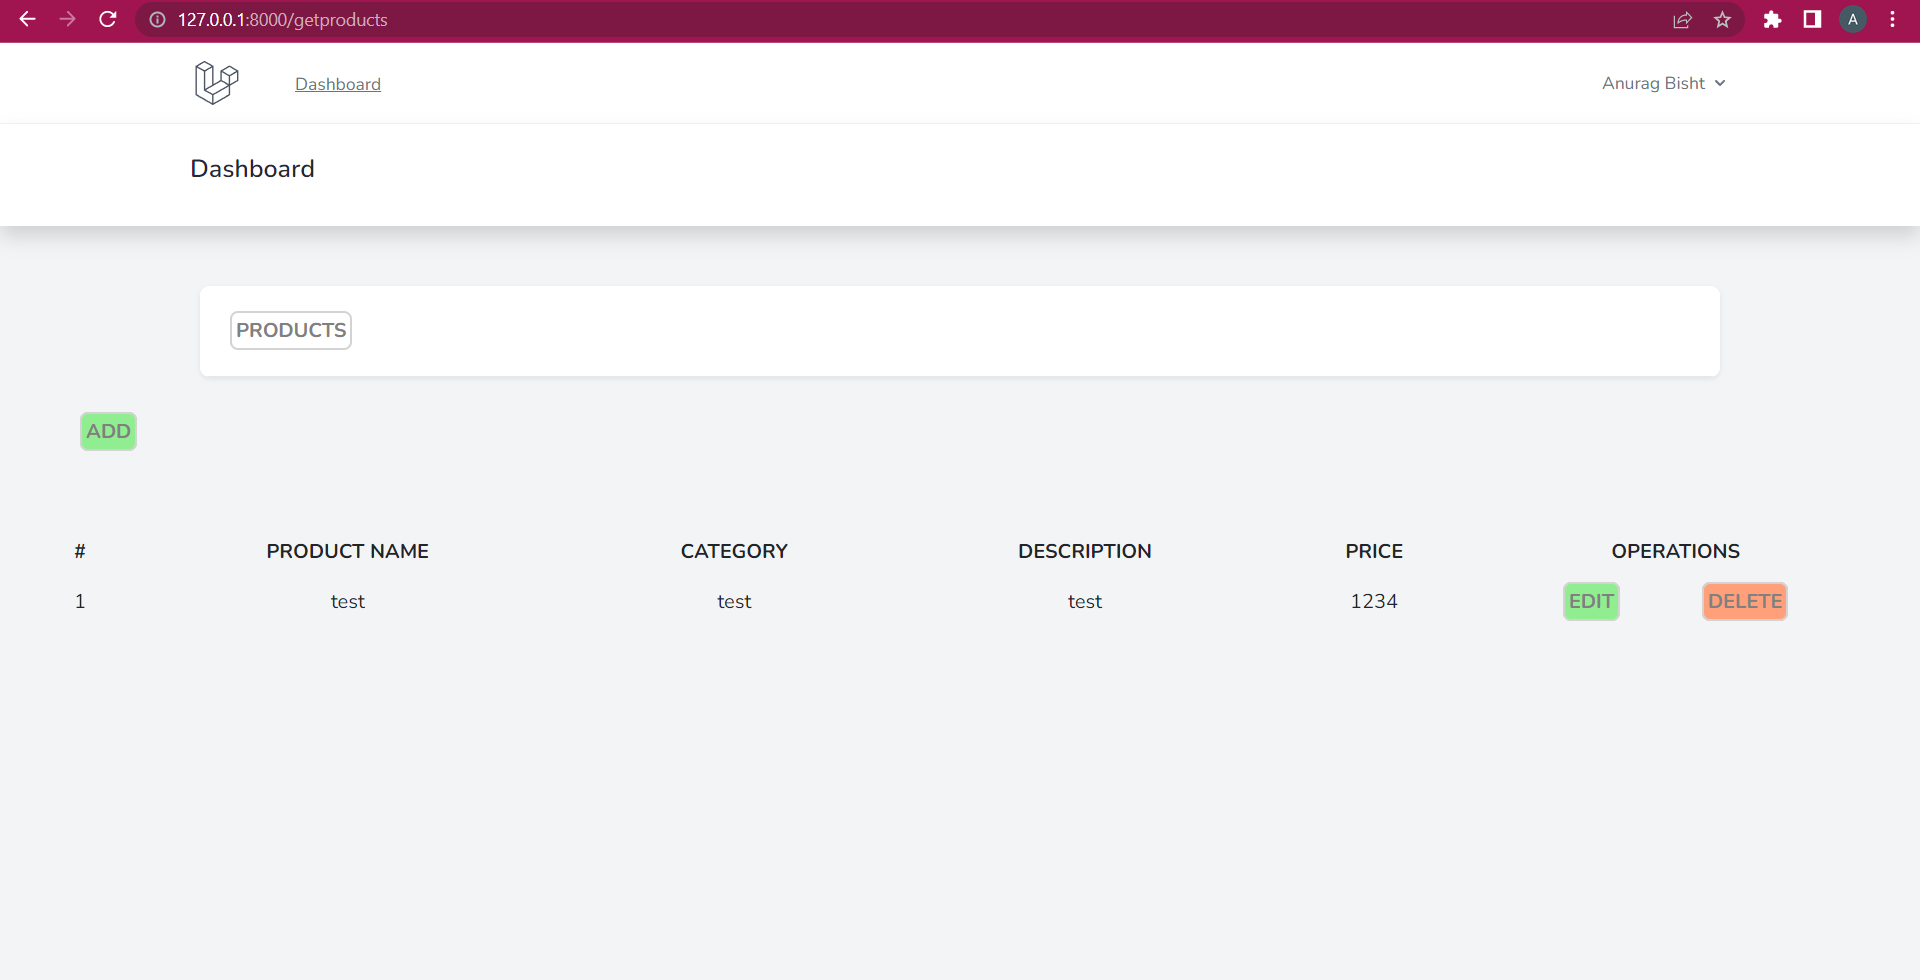 127.0.0.1:8000/getproducts
A
Dashboard
Anurag Bisht
Dashboard
PRODUCTS
ADD
# PRODUCT NAME CATEGORY DESCRIPTION PRICE OPERATIONS
1 test test test 1234 EDIT DELETE